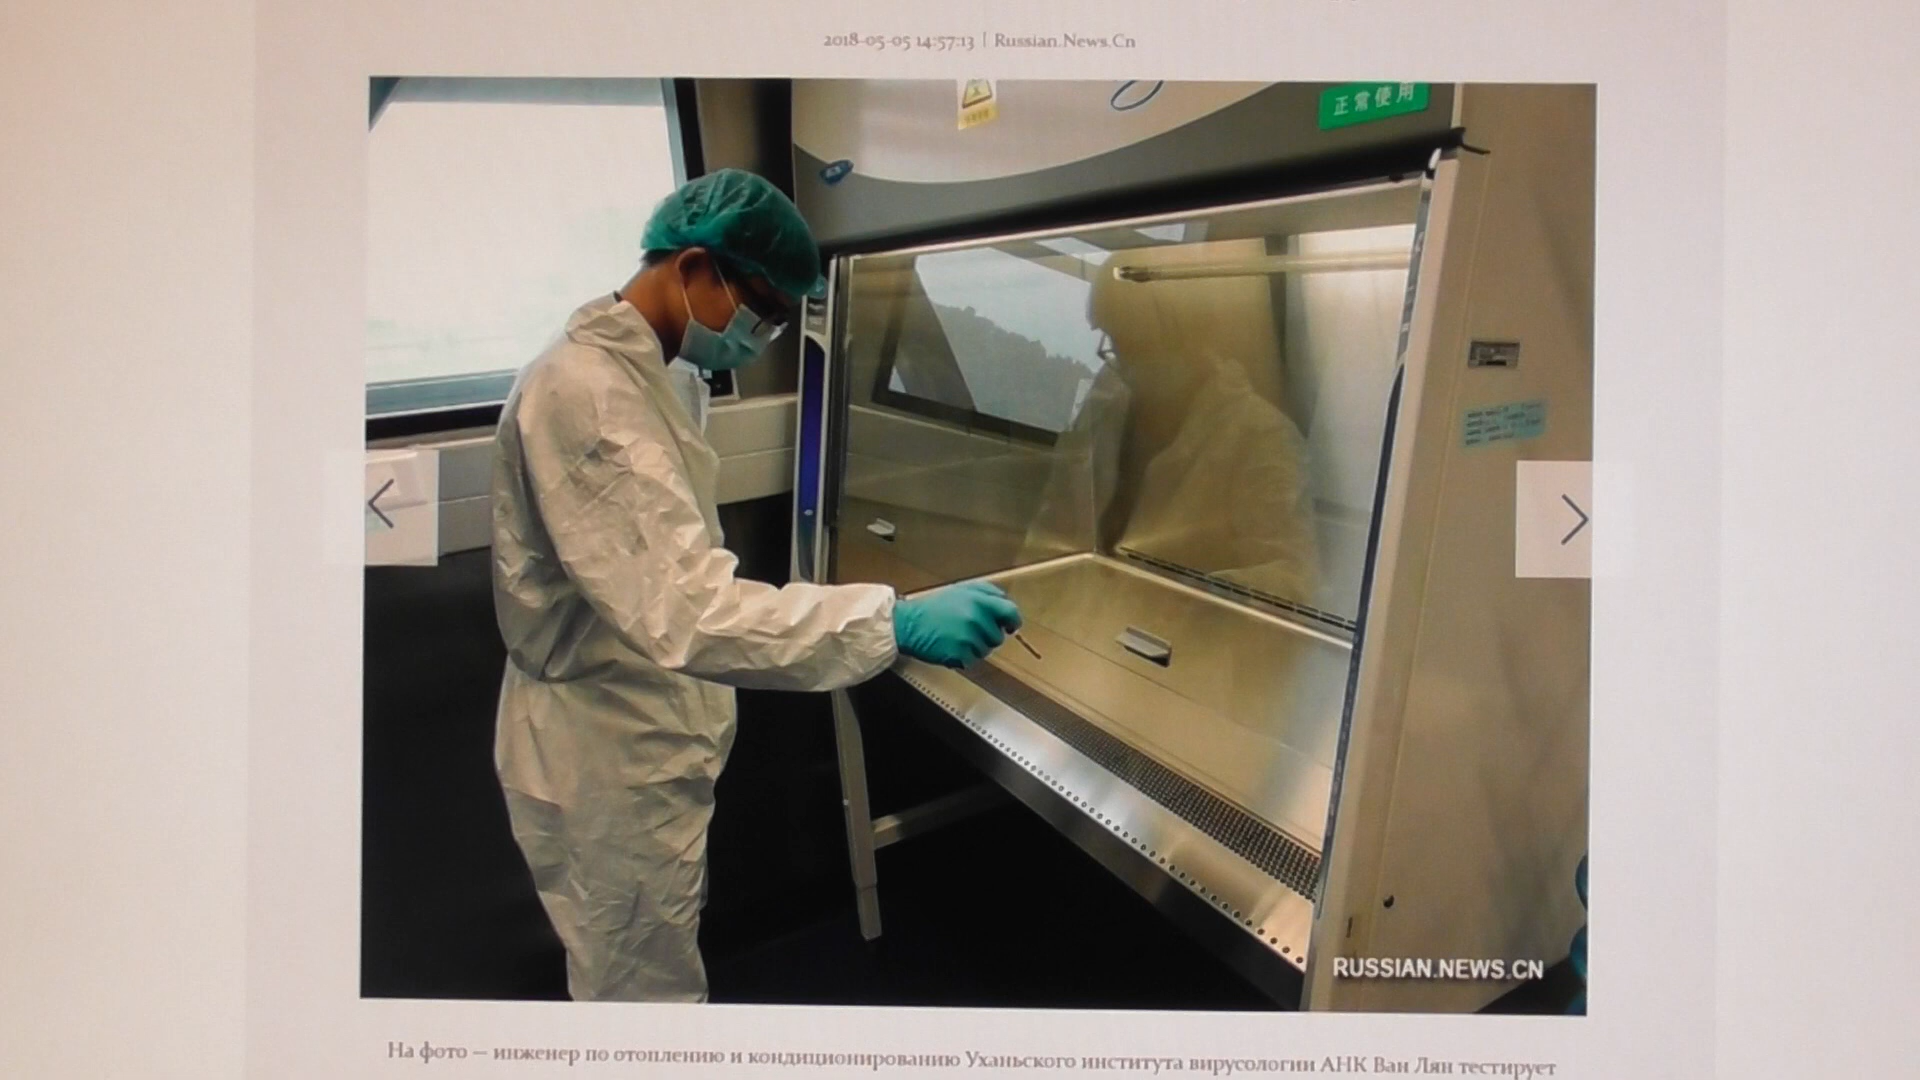 2018-05-05 14:57:13 | Russian.News.Cn
正常使用
RUSSIAN.NEWS.CN
На фото — инженер по отоплению и кондиционированию Уханьского института вирусологии АНК Ван Лян тестирует